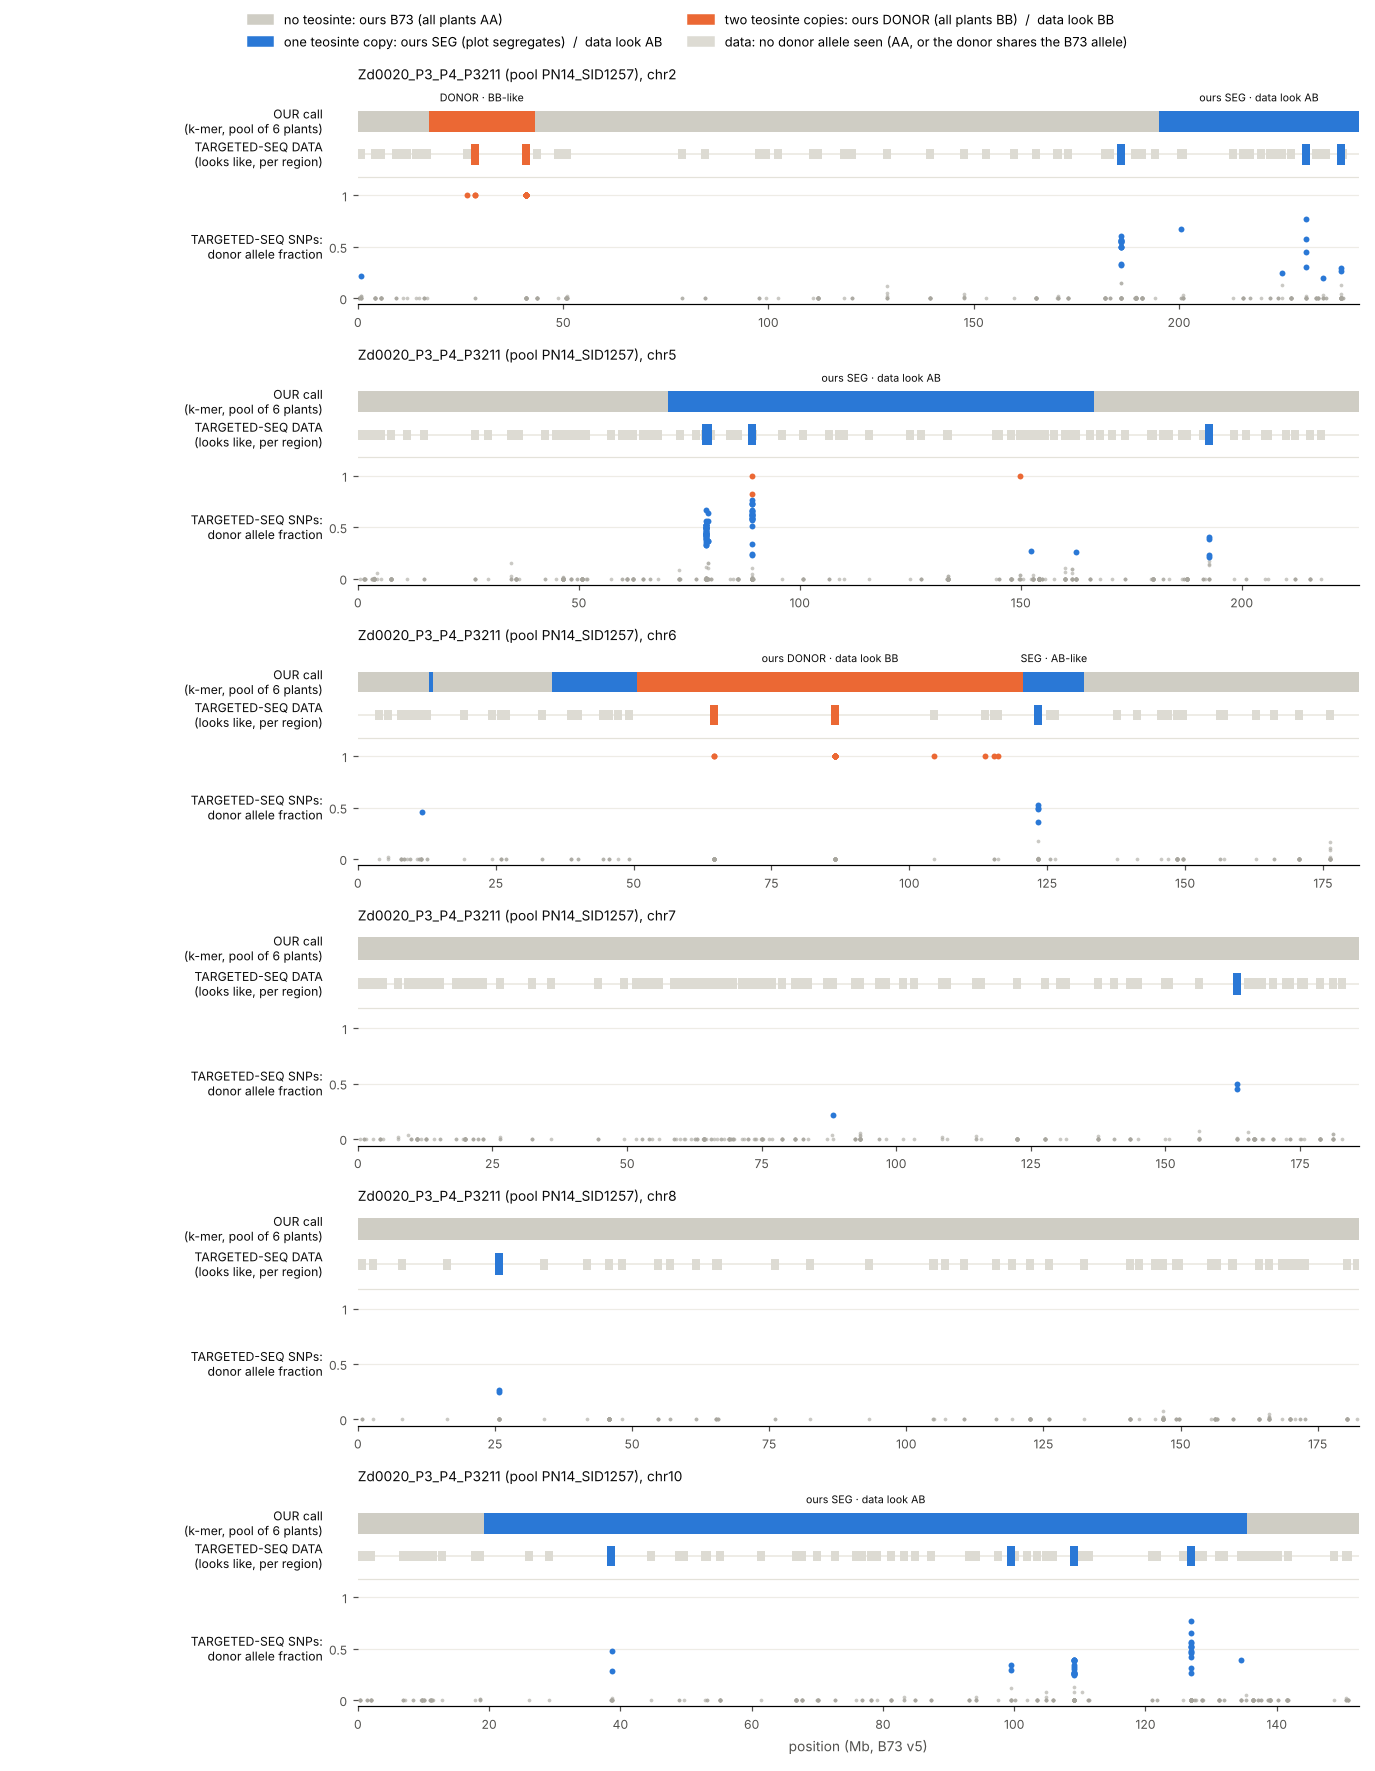 no teosinte: ours B73 (all plants AA)
two teosinte copies: ours DONOR (all plants BB)  /  data look BB
one teosinte copy: ours SEG (plot segregates)  /  data look AB
data: no donor allele seen (AA, or the donor shares the B73 allele)
Zd0020_P3_P4_P3211 (pool PN14_SID1257), chr2
DONOR · BB-like
ours SEG · data look AB
OUR call
(k-mer, pool of 6 plants)
TARGETED-SEQ DATA
(looks like, per region)
1
TARGETED-SEQ SNPs:
donor allele fraction
0.5
0
0 50 100 150 200
Zd0020_P3_P4_P3211 (pool PN14_SID1257), chr5
ours SEG · data look AB
OUR call
(k-mer, pool of 6 plants)
TARGETED-SEQ DATA
(looks like, per region)
1
TARGETED-SEQ SNPs:
donor allele fraction
0.5
0
0 50 100 150 200
Zd0020_P3_P4_P3211 (pool PN14_SID1257), chr6
ours DONOR · data look BB
SEG · AB-like
OUR call
(k-mer, pool of 6 plants)
TARGETED-SEQ DATA
(looks like, per region)
1
TARGETED-SEQ SNPs:
donor allele fraction
0.5
0
0 25 50 75 100 125 150 175
Zd0020_P3_P4_P3211 (pool PN14_SID1257), chr7
OUR call
(k-mer, pool of 6 plants)
TARGETED-SEQ DATA
(looks like, per region)
1
TARGETED-SEQ SNPs:
donor allele fraction
0.5
0
0 25 50 75 100 125 150 175
Zd0020_P3_P4_P3211 (pool PN14_SID1257), chr8
OUR call
(k-mer, pool of 6 plants)
TARGETED-SEQ DATA
(looks like, per region)
1
TARGETED-SEQ SNPs:
donor allele fraction
0.5
0
0 25 50 75 100 125 150 175
Zd0020_P3_P4_P3211 (pool PN14_SID1257), chr10
ours SEG · data look AB
OUR call
(k-mer, pool of 6 plants)
TARGETED-SEQ DATA
(looks like, per region)
1
TARGETED-SEQ SNPs:
donor allele fraction
0.5
0
0 20 40 60 80 100 120 140
position (Mb, B73 v5)